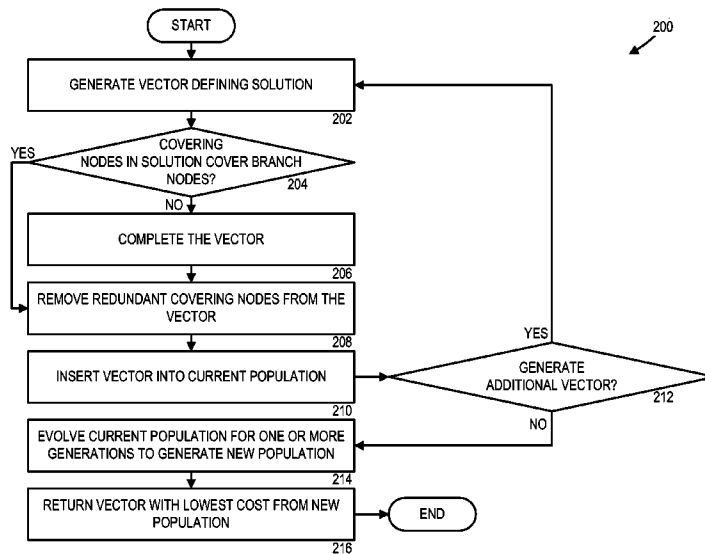 START
200
GENERATE VECTOR DEFINING SOLUTION
202
COVERING
NODES IN SOLUTION COVER BRANCH
NODES?
204
YES
NO
COMPLETE THE VECTOR
206
REMOVE REDUNDANT COVERING NODES FROM THE
VECTOR
208
INSERT VECTOR INTO CURRENT POPULATION
210
YES
GENERATE
ADDITIONAL VECTOR?
212
NO
EVOLVE CURRENT POPULATION FOR ONE OR MORE
GENERATIONS TO GENERATE NEW POPULATION
214
RETURN VECTOR WITH LOWEST COST FROM NEW
POPULATION
216
END